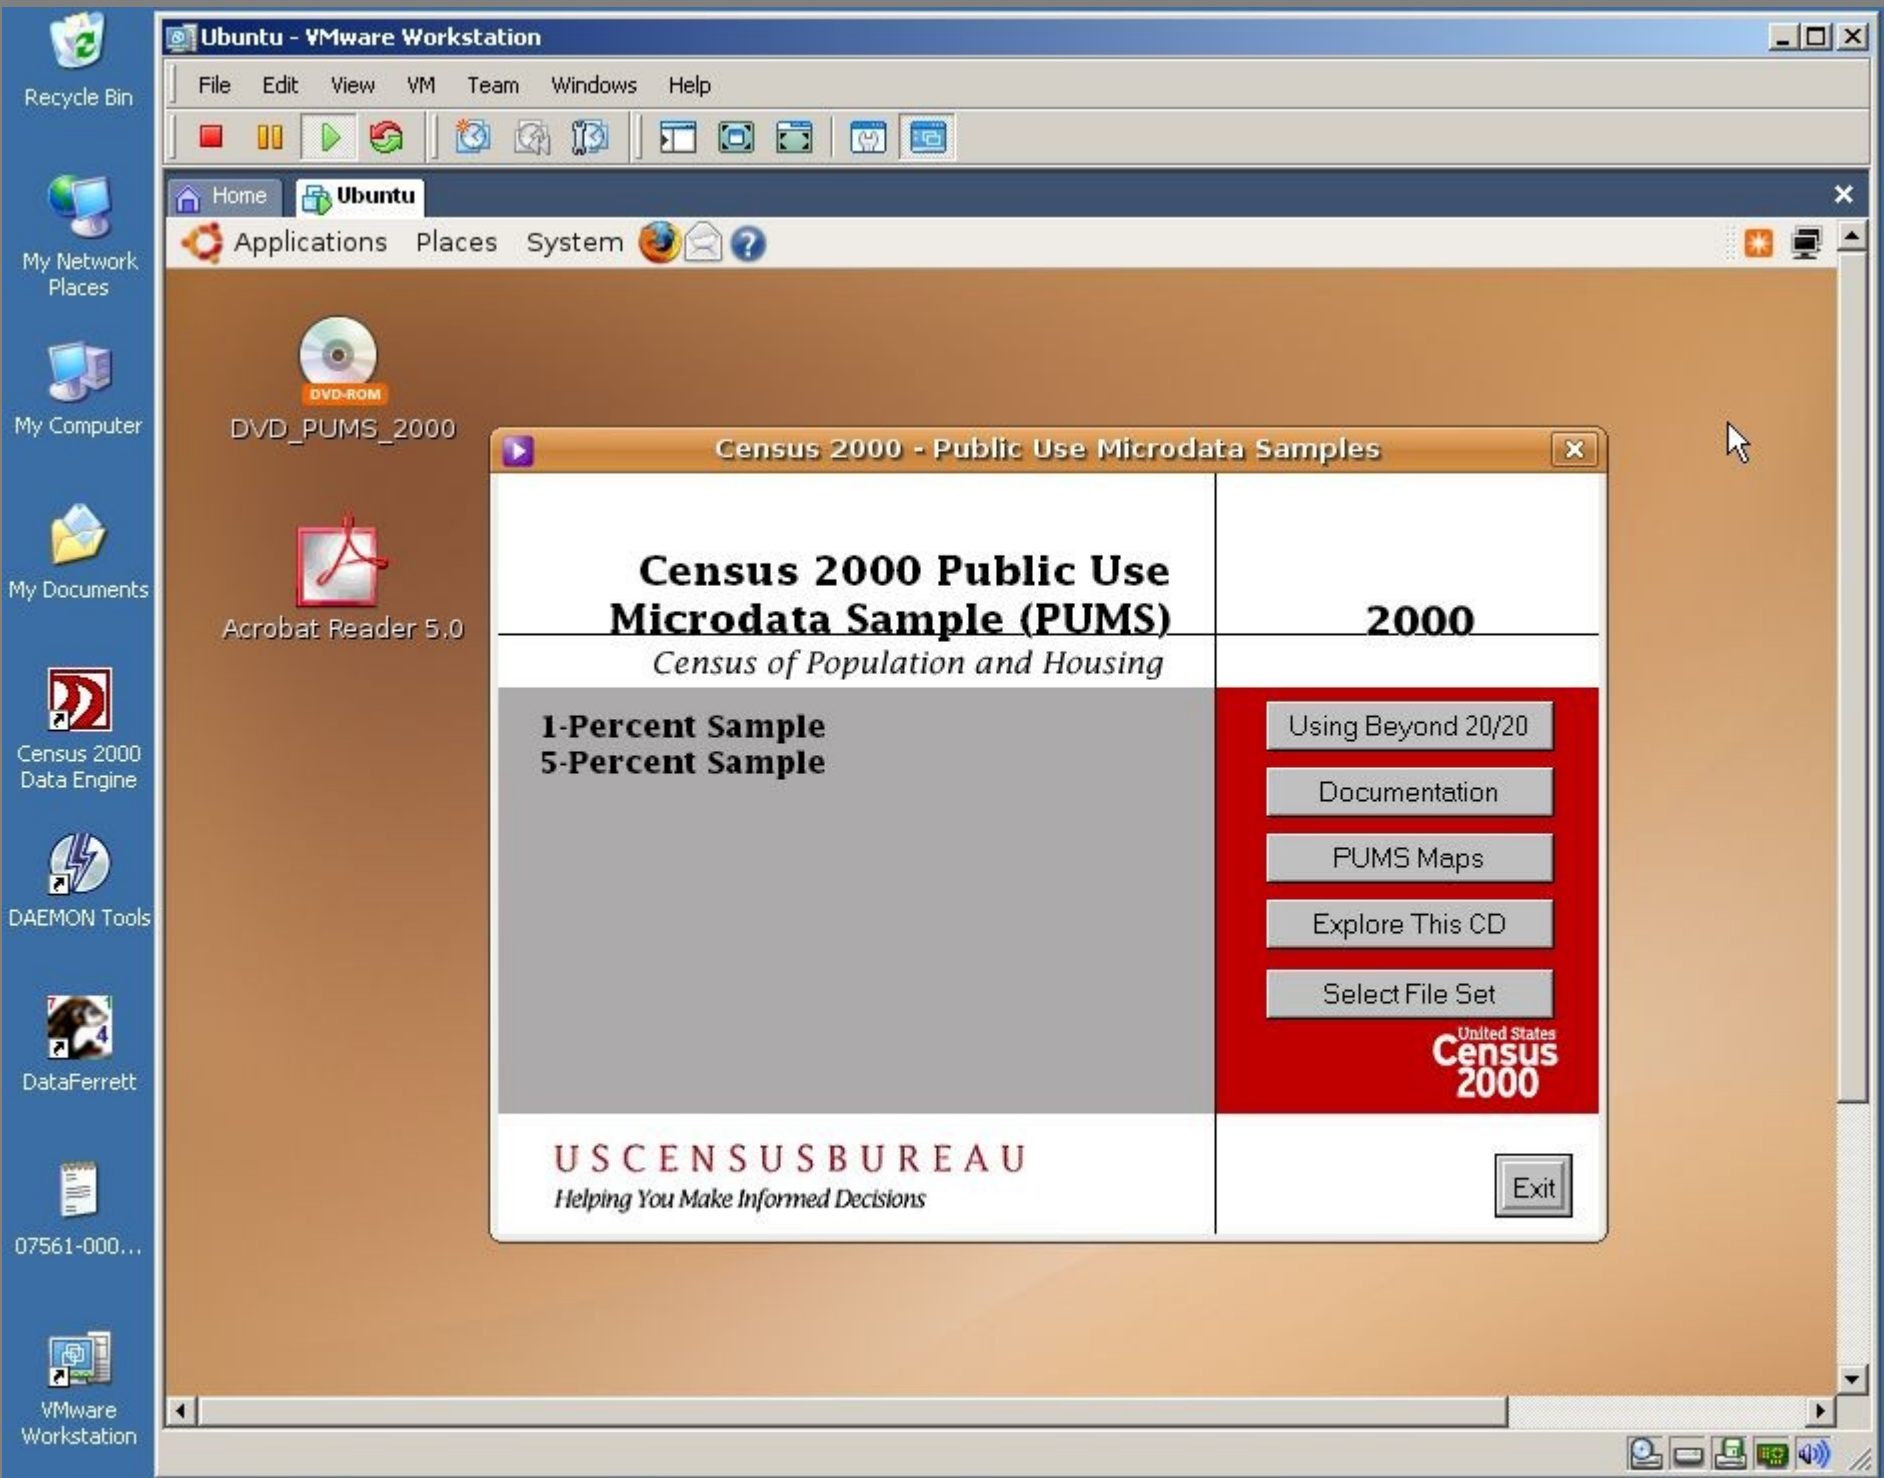 Recycle Bin
My Network
Places
My Computer
My Documents
Census 2000
Data Engine
DAEMON Tools
DataFerrett
07561-000...
VMware
Workstation
Ubuntu - VMware Workstation
File Edit View VM Team Windows Help
Home Ubuntu
Applications Places System
DVD-ROM
DVD_PUMS_2000
Acrobat Reader 5.0
Census 2000 - Public Use Microdata Samples
Census 2000 Public Use
Microdata Sample (PUMS)
2000
Census of Population and Housing
1-Percent Sample
5-Percent Sample
Using Beyond 20/20
Documentation
PUMS Maps
Explore This CD
Select File Set
United States
Census
2000
USCENSUSBUREAU
Helping You Make Informed Decisions
Exit